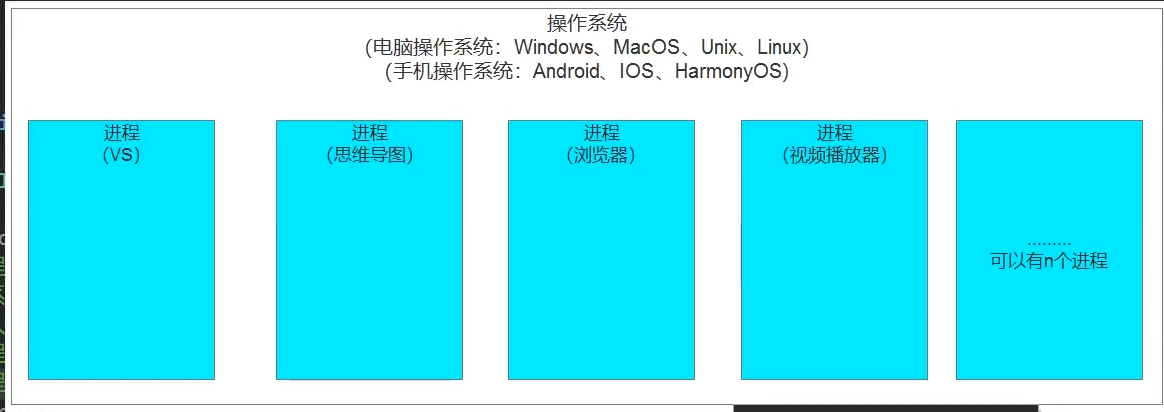 操作系统
（电脑操作系统：Windows、MacOS、Unix、Linux）
（手机操作系统：Android、IOS、HarmonyOS）
进程
（VS）
进程
（思维导图）
进程
（浏览器）
进程
（视频播放器）
.........
可以有n个进程